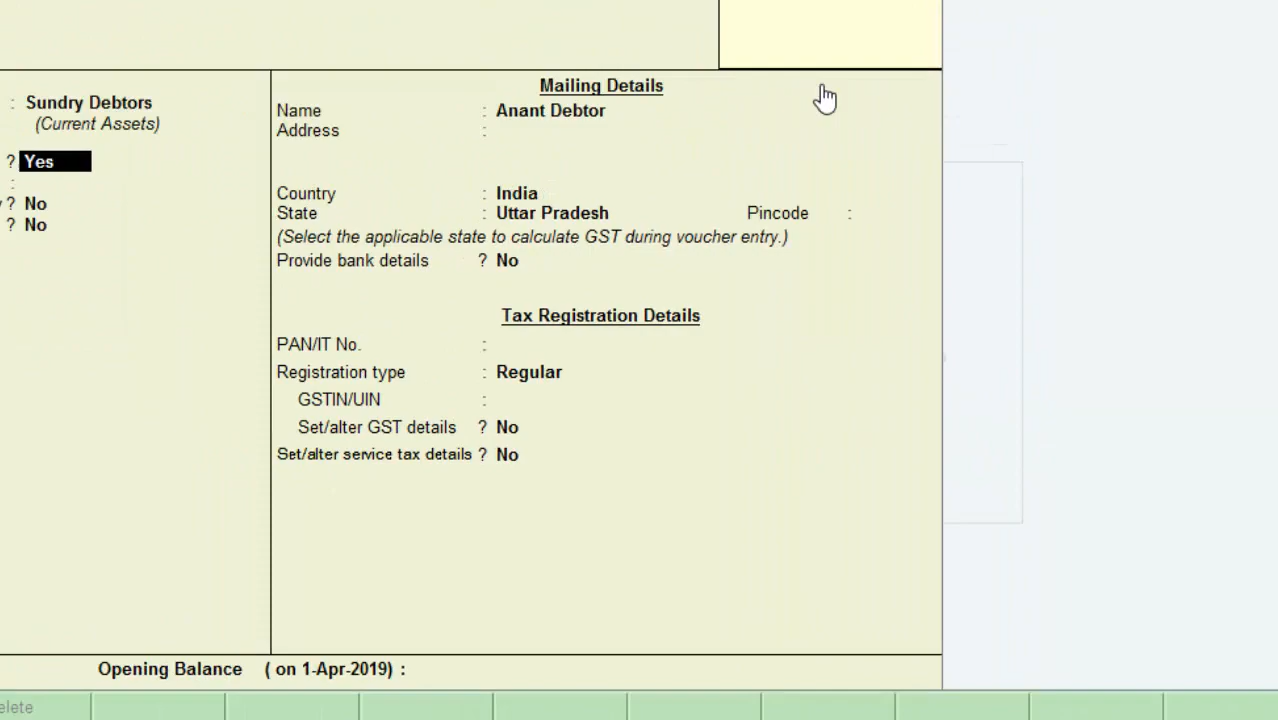 Mailing Details
: Sundry Debtors
(Current Assets)
Name : Anant Debtor
Address :
? Yes
:
? No
? No
Country : India
State : Uttar Pradesh Pincode :
(Select the applicable state to calculate GST during voucher entry.)
Provide bank details ? No
Tax Registration Details
PAN/IT No. :
Registration type : Regular
GSTIN/UIN :
Set/alter GST details ? No
Set/alter service tax details ? No
Opening Balance ( on 1-Apr-2019) :
elete